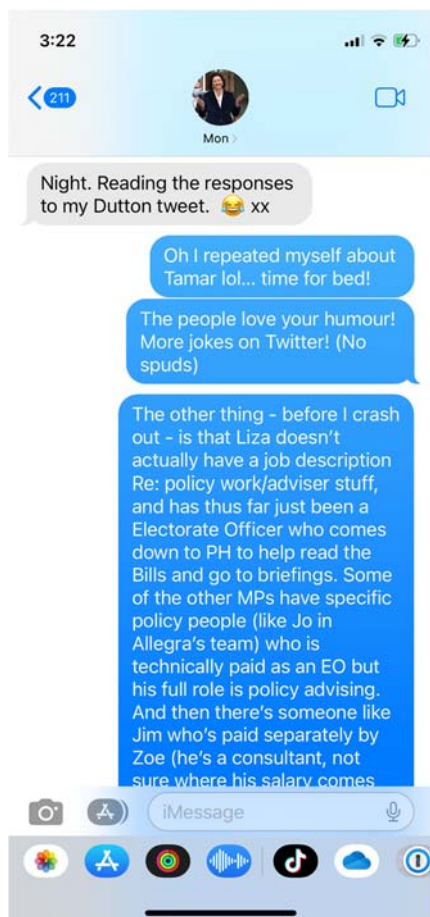 3:22
211
Mon
Night. Reading the responses
to my Dutton tweet. 😂 xx
Oh I repeated myself about
Tamar lol... time for bed!
The people love your humour!
More jokes on Twitter! (No
spuds)
The other thing - before I crash
out - is that Liza doesn’t
actually have a job description
Re: policy work/adviser stuff,
and has thus far just been a
Electorate Officer who comes
down to PH to help read the
Bills and go to briefings. Some
of the other MPs have specific
policy people (like Jo in
Allegra’s team) who is
technically paid as an EO but
his full role is policy advising.
And then there’s someone like
Jim who’s paid separately by
Zoe (he’s a consultant, not
sure where his salary comes
iMessage